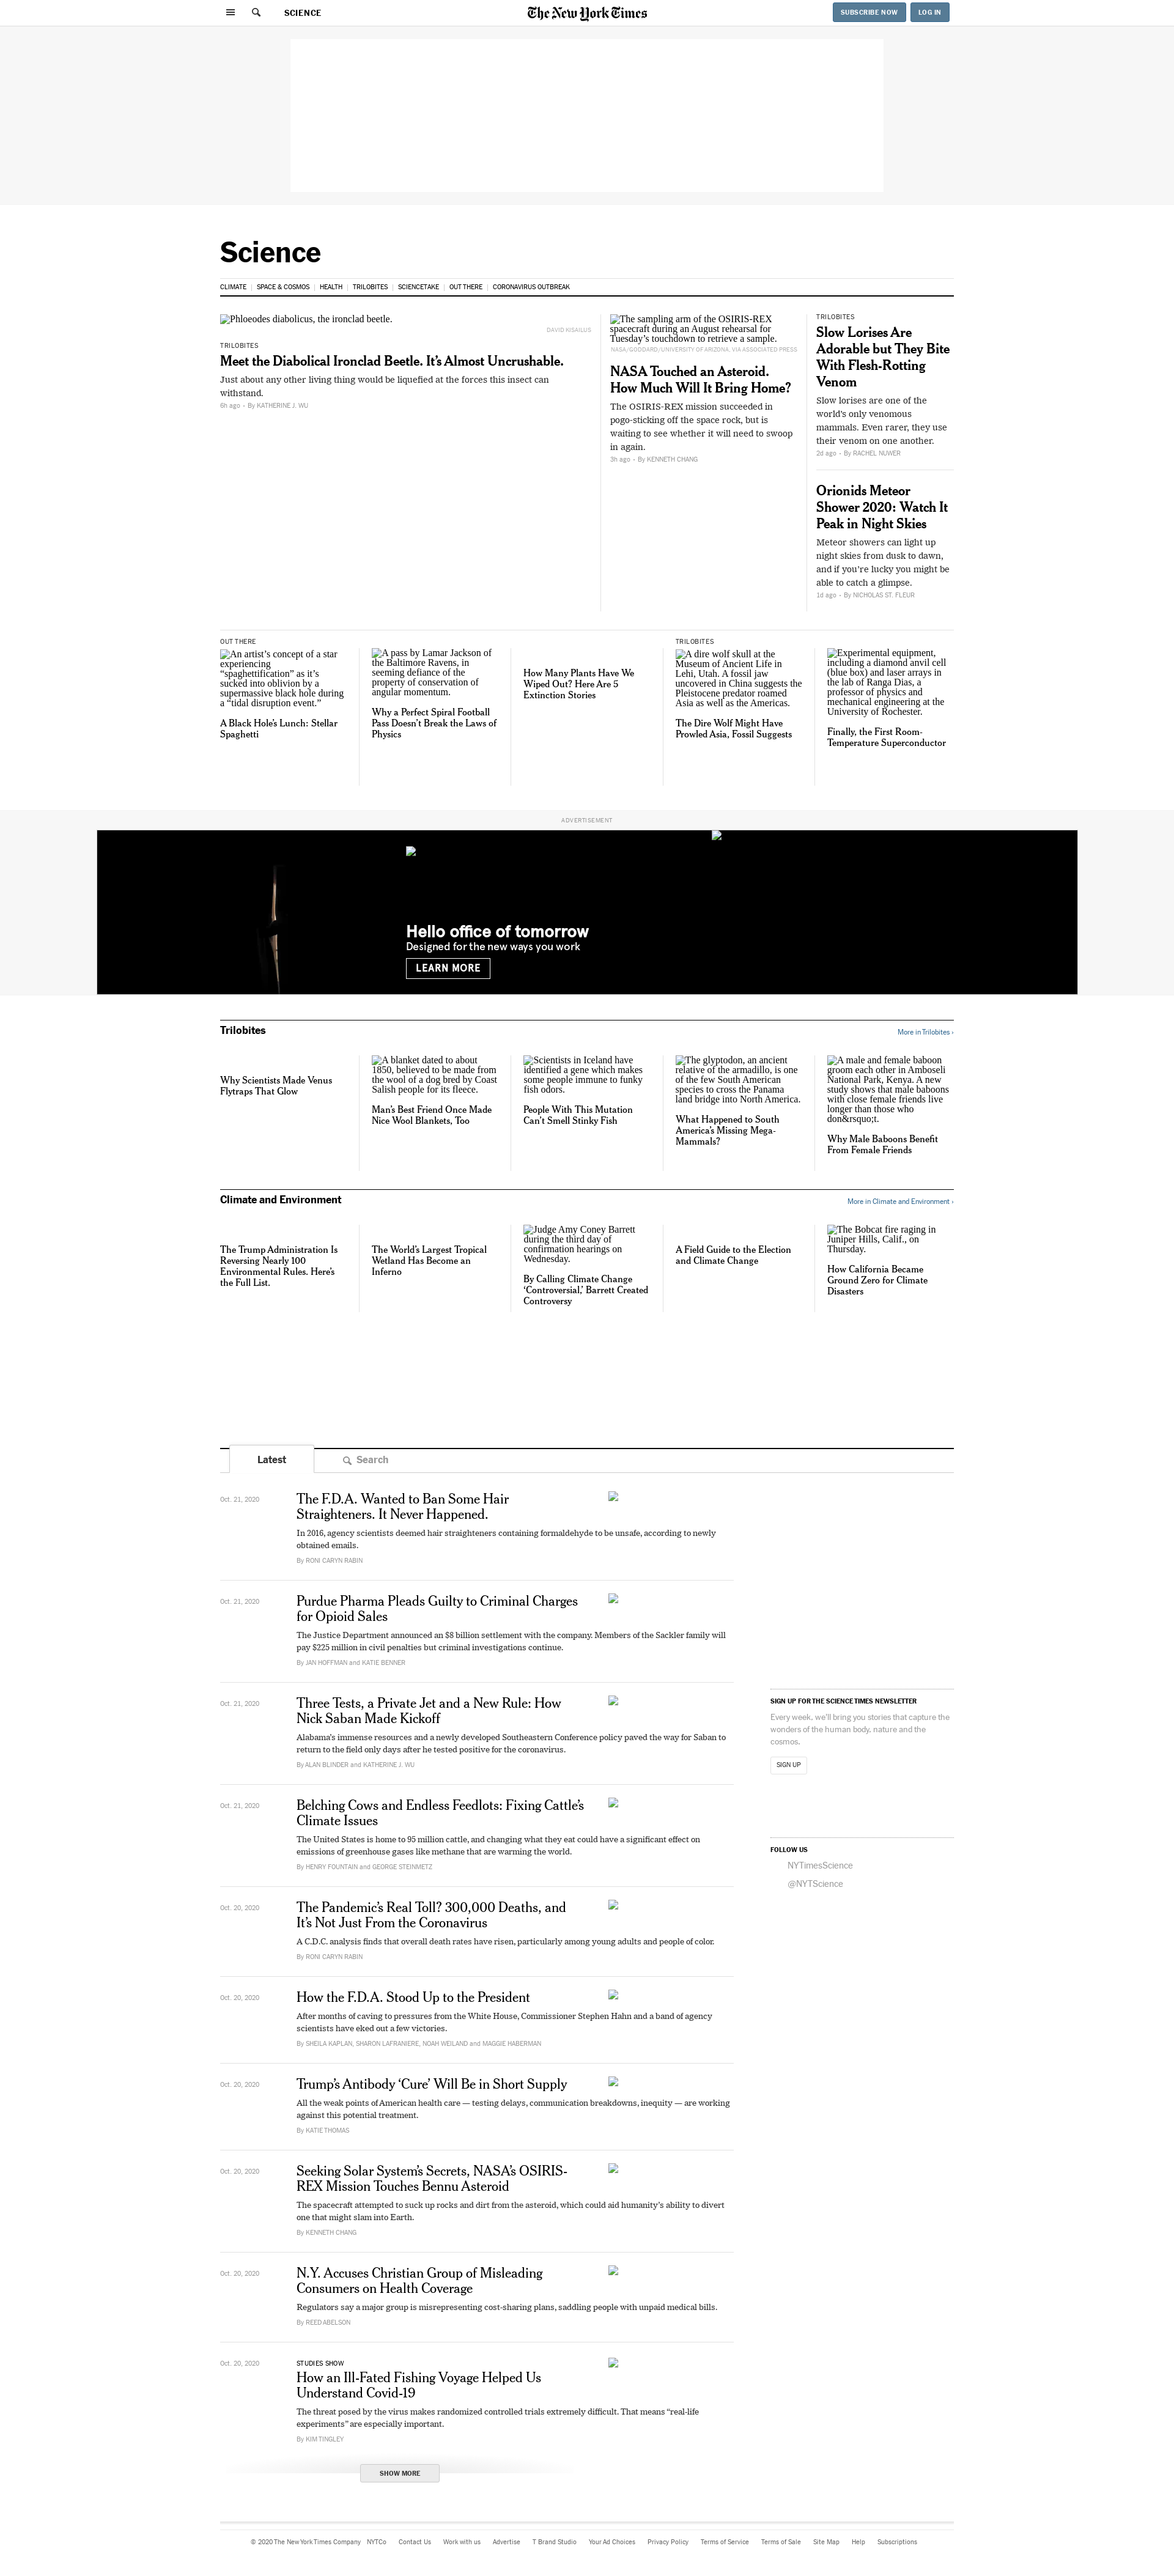 SCIENCE
The New York Times
SUBSCRIBE NOW
LOG IN
Science
CLIMATE
SPACE & COSMOS
HEALTH
TRILOBITES
SCIENCETAKE
OUT THERE
CORONAVIRUS OUTBREAK
Phloeodes diabolicus, the ironclad beetle.
DAVID KISAILUS
TRILOBITES
Meet the Diabolical Ironclad Beetle. It’s Almost Uncrushable.
Just about any other living thing would be liquefied at the forces this insect can
withstand.
6h ago • By KATHERINE J. WU
The sampling arm of the OSIRIS-REX
spacecraft during an August rehearsal for
Tuesday’s touchdown to retrieve a sample.
NASA/GODDARD/UNIVERSITY OF ARIZONA, VIA ASSOCIATED PRESS
NASA Touched an Asteroid.
How Much Will It Bring Home?
The OSIRIS-REX mission succeeded in
pogo-sticking off the space rock, but is
waiting to see whether it will need to swoop
in again.
3h ago • By KENNETH CHANG
TRILOBITES
Slow Lorises Are
Adorable but They Bite
With Flesh-Rotting
Venom
Slow lorises are one of the
world’s only venomous
mammals. Even rarer, they use
their venom on one another.
2d ago • By RACHEL NUWER
Orionids Meteor
Shower 2020: Watch It
Peak in Night Skies
Meteor showers can light up
night skies from dusk to dawn,
and if you’re lucky you might be
able to catch a glimpse.
1d ago • By NICHOLAS ST. FLEUR
OUT THERE
An artist’s concept of a star
experiencing
“spaghettification” as it’s
sucked into oblivion by a
supermassive black hole during
a “tidal disruption event.”
A Black Hole’s Lunch: Stellar
Spaghetti
A pass by Lamar Jackson of
the Baltimore Ravens, in
seeming defiance of the
property of conservation of
angular momentum.
Why a Perfect Spiral Football
Pass Doesn’t Break the Laws of
Physics
How Many Plants Have We
Wiped Out? Here Are 5
Extinction Stories
TRILOBITES
A dire wolf skull at the
Museum of Ancient Life in
Lehi, Utah. A fossil jaw
uncovered in China suggests the
Pleistocene predator roamed
Asia as well as the Americas.
The Dire Wolf Might Have
Prowled Asia, Fossil Suggests
Experimental equipment,
including a diamond anvil cell
(blue box) and laser arrays in
the lab of Ranga Dias, a
professor of physics and
mechanical engineering at the
University of Rochester.
Finally, the First Room-
Temperature Superconductor
ADVERTISEMENT
Hello office of tomorrow
Designed for the new ways you work
LEARN MORE
Trilobites
More in Trilobites ›
Why Scientists Made Venus
Flytraps That Glow
A blanket dated to about
1850, believed to be made from
the wool of a dog bred by Coast
Salish people for its fleece.
Man’s Best Friend Once Made
Nice Wool Blankets, Too
Scientists in Iceland have
identified a gene which makes
some people immune to funky
fish odors.
People With This Mutation
Can’t Smell Stinky Fish
The glyptodon, an ancient
relative of the armadillo, is one
of the few South American
species to cross the Panama
land bridge into North America.
What Happened to South
America’s Missing Mega-
Mammals?
A male and female baboon
groom each other in Amboseli
National Park, Kenya. A new
study shows that male baboons
with close female friends live
longer than those who
don&rsquo;t.
Why Male Baboons Benefit
From Female Friends
Climate and Environment
More in Climate and Environment ›
The Trump Administration Is
Reversing Nearly 100
Environmental Rules. Here’s
the Full List.
The World’s Largest Tropical
Wetland Has Become an
Inferno
Judge Amy Coney Barrett
during the third day of
confirmation hearings on
Wednesday.
By Calling Climate Change
‘Controversial,’ Barrett Created
Controversy
A Field Guide to the Election
and Climate Change
The Bobcat fire raging in
Juniper Hills, Calif., on
Thursday.
How California Became
Ground Zero for Climate
Disasters
Latest
Search
Oct. 21, 2020
The F.D.A. Wanted to Ban Some Hair
Straighteners. It Never Happened.
In 2016, agency scientists deemed hair straighteners containing formaldehyde to be unsafe, according to newly
obtained emails.
By RONI CARYN RABIN
Oct. 21, 2020
Purdue Pharma Pleads Guilty to Criminal Charges
for Opioid Sales
The Justice Department announced an $8 billion settlement with the company. Members of the Sackler family will
pay $225 million in civil penalties but criminal investigations continue.
By JAN HOFFMAN and KATIE BENNER
Oct. 21, 2020
Three Tests, a Private Jet and a New Rule: How
Nick Saban Made Kickoff
Alabama’s immense resources and a newly developed Southeastern Conference policy paved the way for Saban to
return to the field only days after he tested positive for the coronavirus.
By ALAN BLINDER and KATHERINE J. WU
Oct. 21, 2020
Belching Cows and Endless Feedlots: Fixing Cattle’s
Climate Issues
The United States is home to 95 million cattle, and changing what they eat could have a significant effect on
emissions of greenhouse gases like methane that are warming the world.
By HENRY FOUNTAIN and GEORGE STEINMETZ
Oct. 20, 2020
The Pandemic’s Real Toll? 300,000 Deaths, and
It’s Not Just From the Coronavirus
A C.D.C. analysis finds that overall death rates have risen, particularly among young adults and people of color.
By RONI CARYN RABIN
Oct. 20, 2020
How the F.D.A. Stood Up to the President
After months of caving to pressures from the White House, Commissioner Stephen Hahn and a band of agency
scientists have eked out a few victories.
By SHEILA KAPLAN, SHARON LAFRANIERE, NOAH WEILAND and MAGGIE HABERMAN
Oct. 20, 2020
Trump’s Antibody ‘Cure’ Will Be in Short Supply
All the weak points of American health care — testing delays, communication breakdowns, inequity — are working
against this potential treatment.
By KATIE THOMAS
Oct. 20, 2020
Seeking Solar System’s Secrets, NASA’s OSIRIS-
REX Mission Touches Bennu Asteroid
The spacecraft attempted to suck up rocks and dirt from the asteroid, which could aid humanity’s ability to divert
one that might slam into Earth.
By KENNETH CHANG
Oct. 20, 2020
N.Y. Accuses Christian Group of Misleading
Consumers on Health Coverage
Regulators say a major group is misrepresenting cost-sharing plans, saddling people with unpaid medical bills.
By REED ABELSON
Oct. 20, 2020
STUDIES SHOW
How an Ill-Fated Fishing Voyage Helped Us
Understand Covid-19
The threat posed by the virus makes randomized controlled trials extremely difficult. That means “real-life
experiments” are especially important.
By KIM TINGLEY
SHOW MORE
SIGN UP FOR THE SCIENCE TIMES NEWSLETTER
Every week, we’ll bring you stories that capture the
wonders of the human body, nature and the
cosmos.
SIGN UP
FOLLOW US
NYTimesScience
@NYTScience
© 2020 The New York Times Company
NYTCo
Contact Us
Work with us
Advertise
T Brand Studio
Your Ad Choices
Privacy Policy
Terms of Service
Terms of Sale
Site Map
Help
Subscriptions